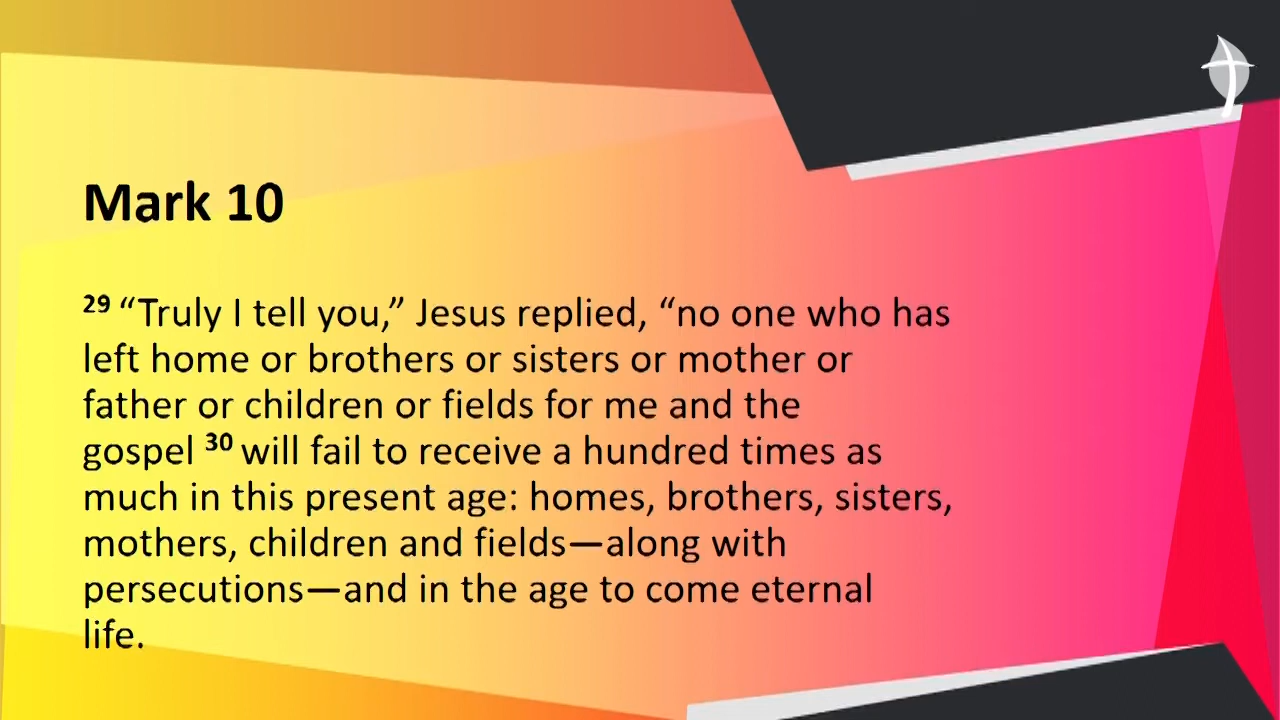 Mark 10
29 “Truly I tell you,” Jesus replied, “no one who has
left home or brothers or sisters or mother or
father or children or fields for me and the
gospel 30 will fail to receive a hundred times as
much in this present age: homes, brothers, sisters,
mothers, children and fields—along with
persecutions—and in the age to come eternal
life.